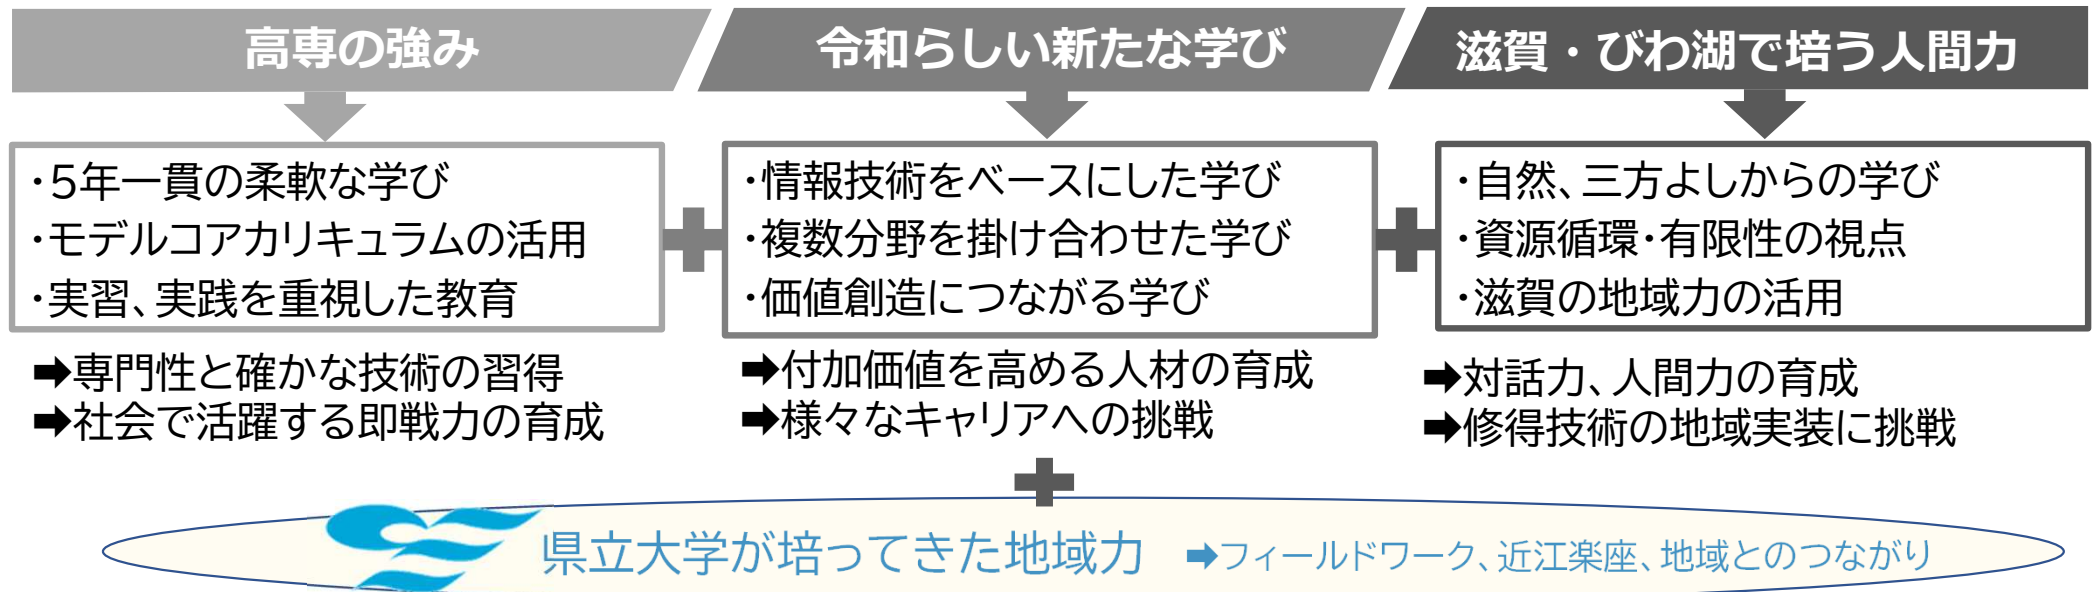 高専の強み
・5年一貫の柔軟な学び
・モデルコアカリキュラムの活用
・実習、実践を重視した教育
➡専門性と確かな技術の習得
➡社会で活躍する即戦力の育成
令和らしい新たな学び
・情報技術をベースにした学び
・複数分野を掛け合わせた学び
・価値創造につながる学び
➡付加価値を高める人材の育成
➡様々なキャリアへの挑戦
滋賀・びわ湖で培う人間力
・自然、三方よしからの学び
・資源循環・有限性の視点
・滋賀の地域力の活用
➡対話力、人間力の育成
➡修得技術の地域実装に挑戦
県立大学が培ってきた地域力 ➡フィールドワーク、近江楽座、地域とのつながり